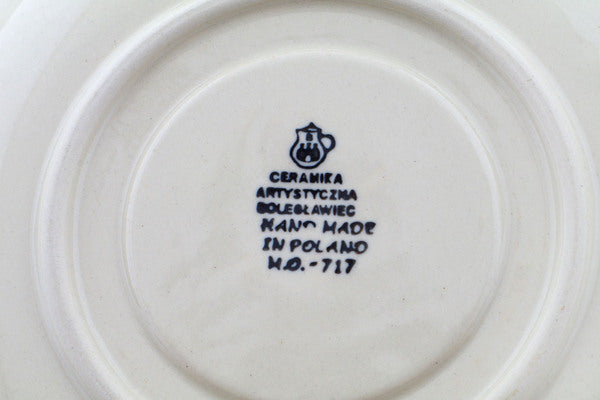 CERAMIKA
ARTYSTYCZNA
BOLESŁAWIEC
HAND MADE
IN POLAND
M.O.-717